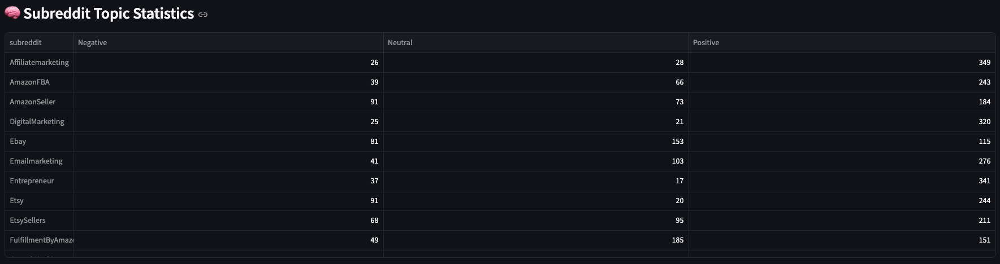 Subreddit Topic Statistics
subreddit Negative Neutral Positive
Affiliatemarketing 26 28 349
AmazonFBA 39 66 243
AmazonSeller 91 73 184
DigitalMarketing 25 21 320
Ebay 81 153 115
Emailmarketing 41 103 276
Entrepreneur 37 17 341
Etsy 91 20 244
EtsySellers 68 95 211
FulfillmentByAmaz 49 185 151